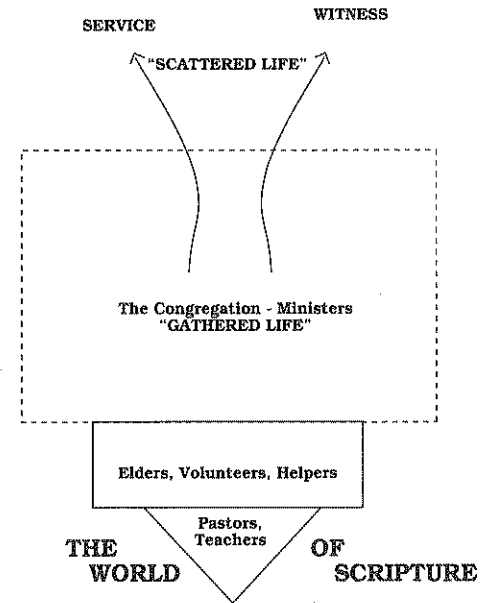 SERVICE
WITNESS
“SCATTERED LIFE”
The Congregation - Ministers
“GATHERED LIFE”
Elders, Volunteers, Helpers
Pastors,
Teachers
THE
WORLD
OF
SCRIPTURE